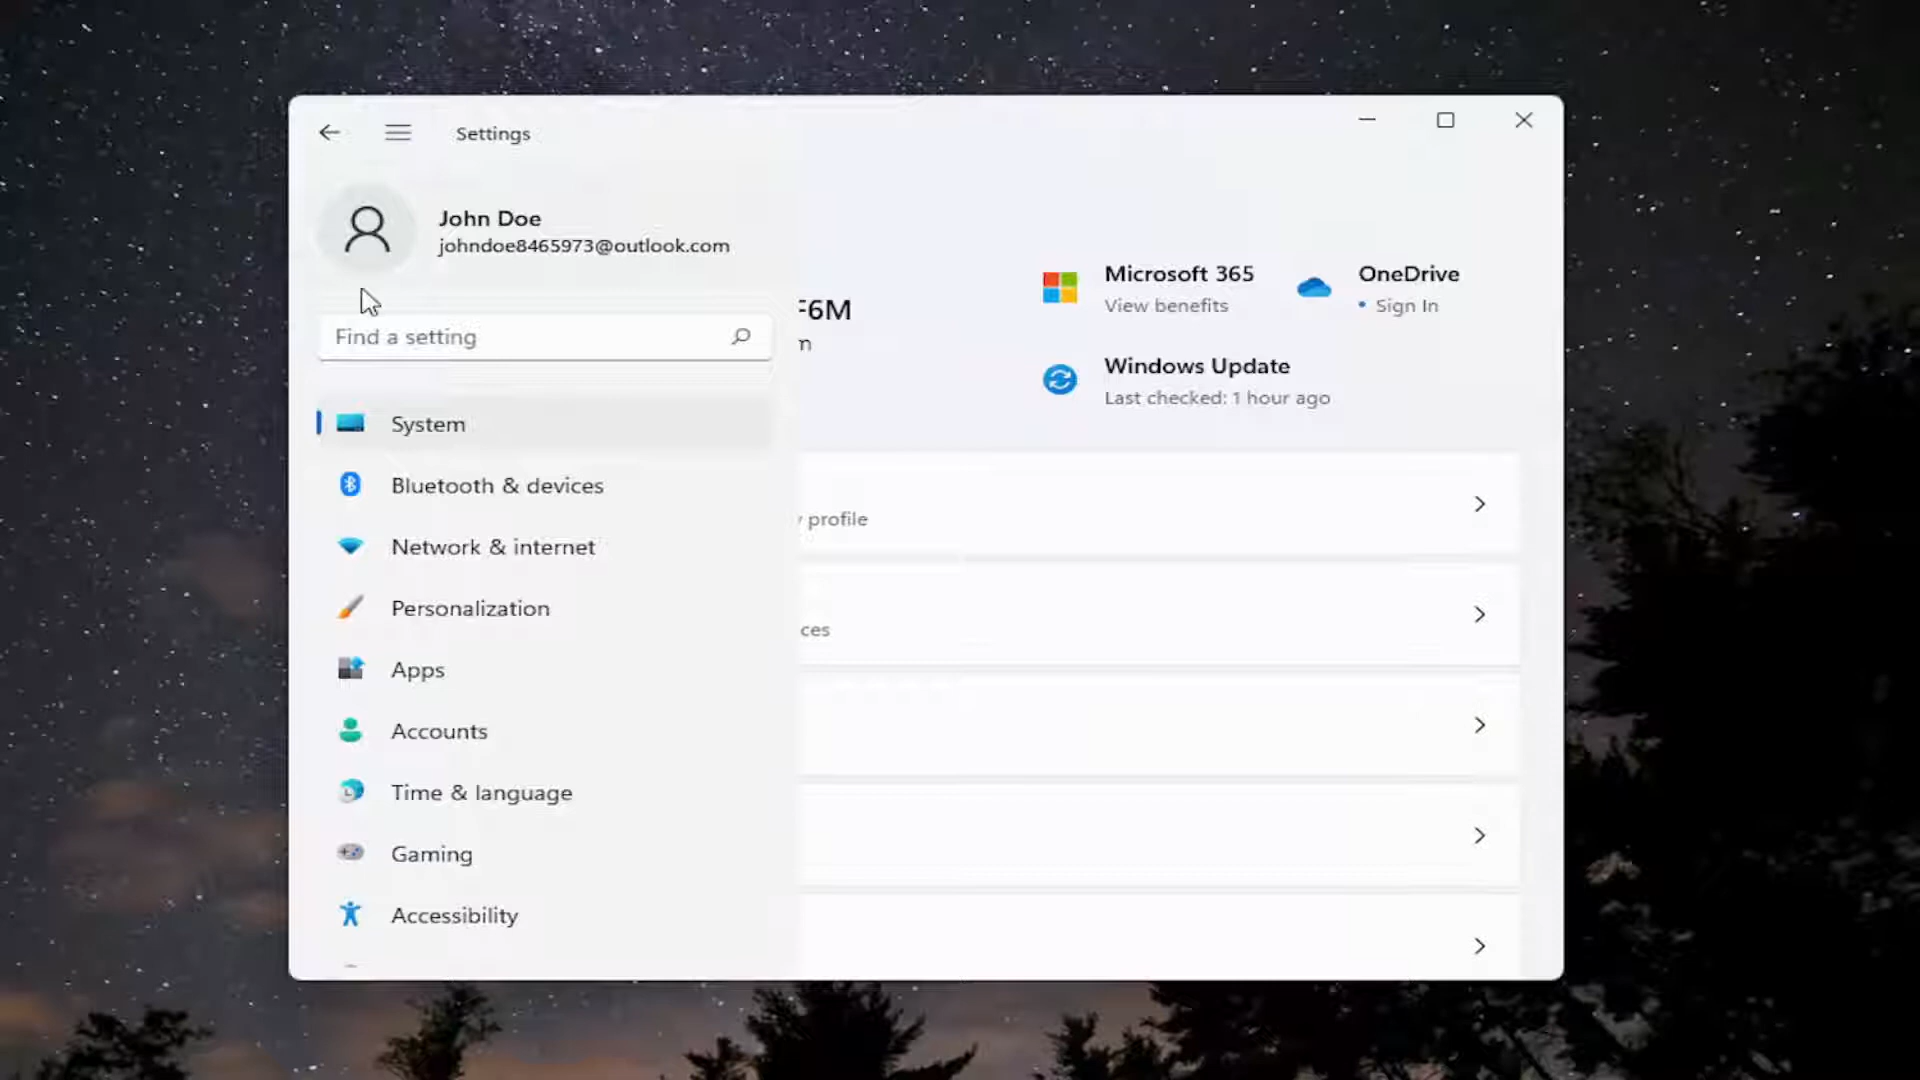 Settings
John Doe
johndoe8465973@outlook.com
Find a setting
System
Bluetooth & devices
Network & internet
Personalization
Apps
Accounts
Time & language
Gaming
Accessibility
F6M
Microsoft 365
View benefits
OneDrive
• Sign In
Windows Update
Last checked: 1 hour ago
profile
ces